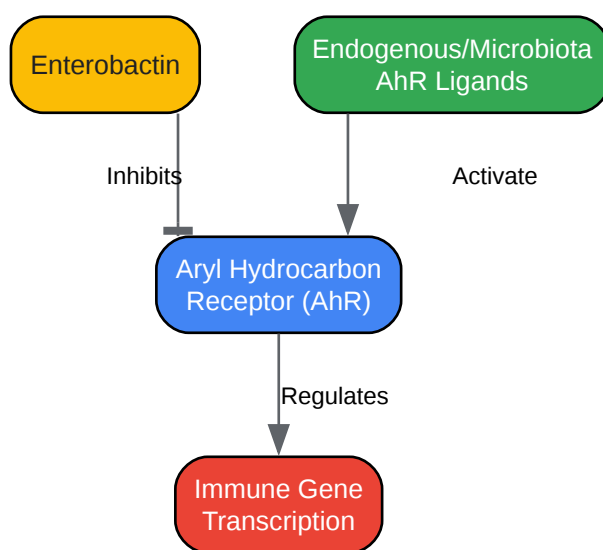 Enterobactin
Endogenous/Microbiota
AhR Ligands
Inhibits
Activate
Aryl Hydrocarbon
Receptor (AhR)
Regulates
Immune Gene
Transcription